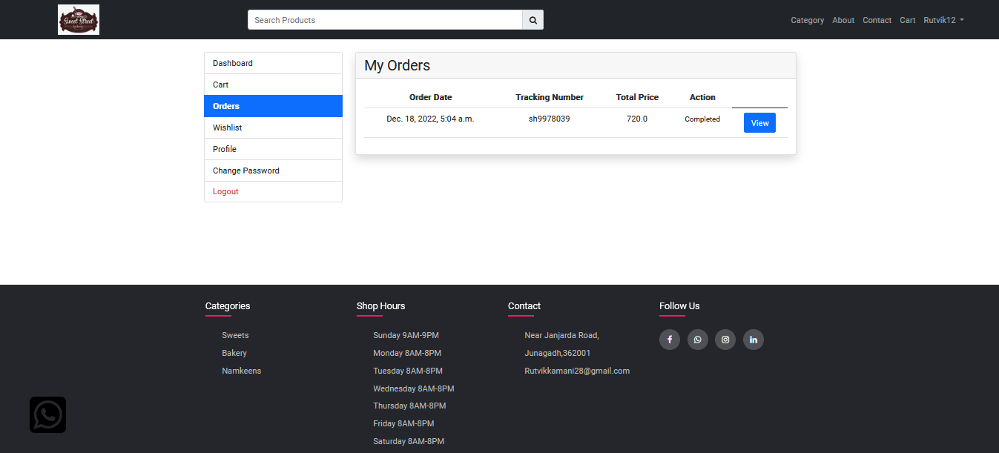 Sweet Street
Search Products
Category About Contact Cart Rutvik12
Dashboard
Cart
Orders
Wishlist
Profile
Change Password
Logout
My Orders
Order Date Tracking Number Total Price Action
Dec. 18, 2022, 5:04 a.m. sh9978039 720.0 Completed View
Categories
Sweets
Bakery
Namkeens
Shop Hours
Sunday 9AM-9PM
Monday 8AM-8PM
Tuesday 8AM-8PM
Wednesday 8AM-8PM
Thursday 8AM-8PM
Friday 8AM-8PM
Saturday 8AM-8PM
Contact
Near Janjarda Road,
Junagadh,362001
Rutvikkamani28@gmail.com
Follow Us